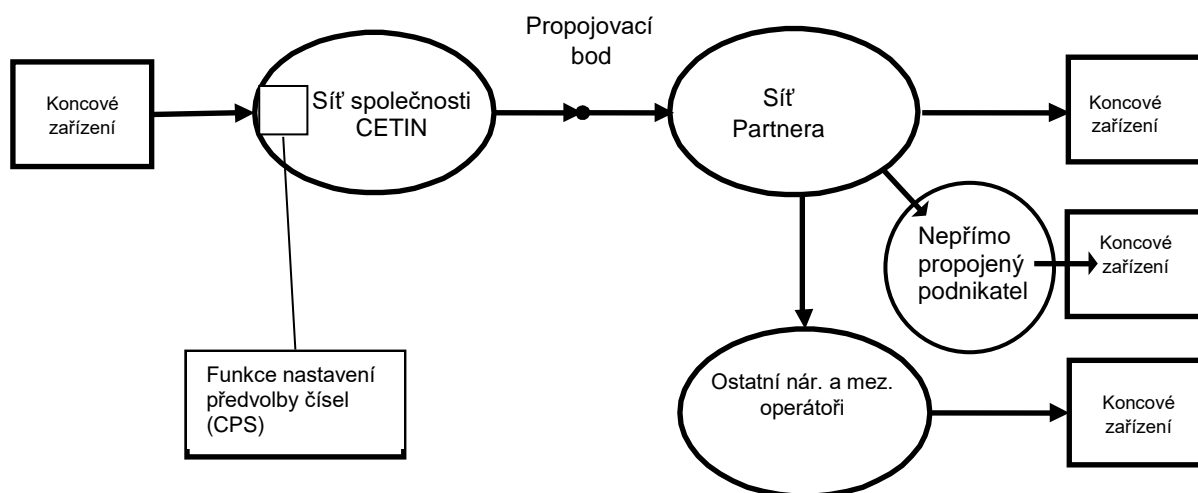 Propojovací
bod
Koncové
zařízení
Síť společnosti
CETIN
Síť
Partnera
Koncové
zařízení
Nepřímo
propojený
podnikatel
Koncové
zařízení
Funkce nastavení
předvolby čísel
(CPS)
Ostatní nár. a mez.
operátoři
Koncové
zařízení